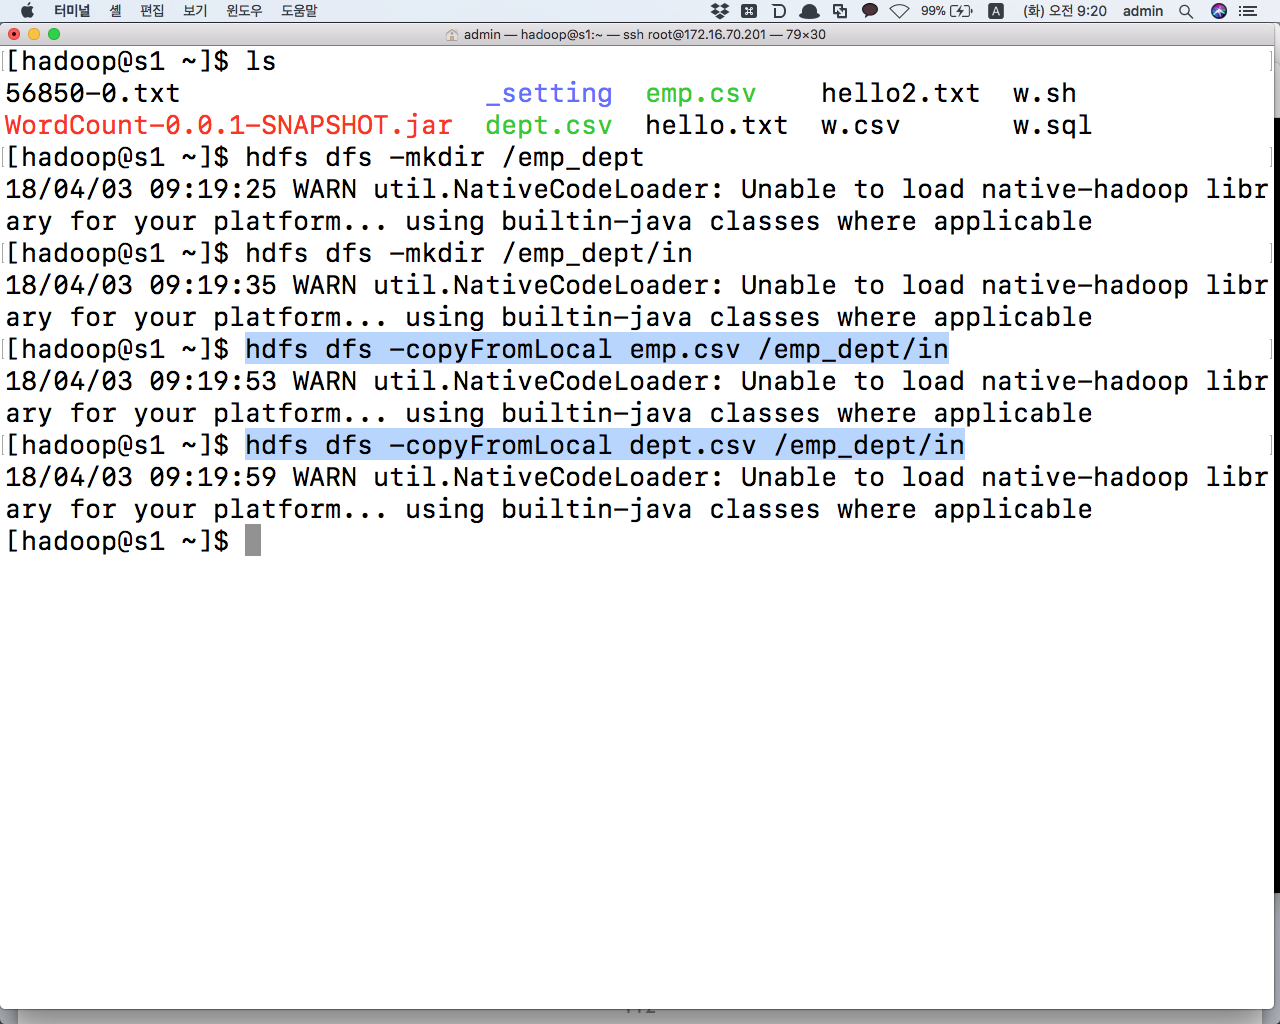 터미널 셸 편집 보기 윈도우 도움말 99% A (화) 오전 9:20 admin
admin — hadoop@s1:~ — ssh root@172.16.70.201 — 79×30
[hadoop@s1 ~]$ ls
56850-0.txt _setting emp.csv hello2.txt w.sh
WordCount-0.0.1-SNAPSHOT.jar dept.csv hello.txt w.csv w.sql
[hadoop@s1 ~]$ hdfs dfs -mkdir /emp_dept
18/04/03 09:19:25 WARN util.NativeCodeLoader: Unable to load native-hadoop libr
ary for your platform... using builtin-java classes where applicable
[hadoop@s1 ~]$ hdfs dfs -mkdir /emp_dept/in
18/04/03 09:19:35 WARN util.NativeCodeLoader: Unable to load native-hadoop libr
ary for your platform... using builtin-java classes where applicable
[hadoop@s1 ~]$ hdfs dfs -copyFromLocal emp.csv /emp_dept/in
18/04/03 09:19:53 WARN util.NativeCodeLoader: Unable to load native-hadoop libr
ary for your platform... using builtin-java classes where applicable
[hadoop@s1 ~]$ hdfs dfs -copyFromLocal dept.csv /emp_dept/in
18/04/03 09:19:59 WARN util.NativeCodeLoader: Unable to load native-hadoop libr
ary for your platform... using builtin-java classes where applicable
[hadoop@s1 ~]$